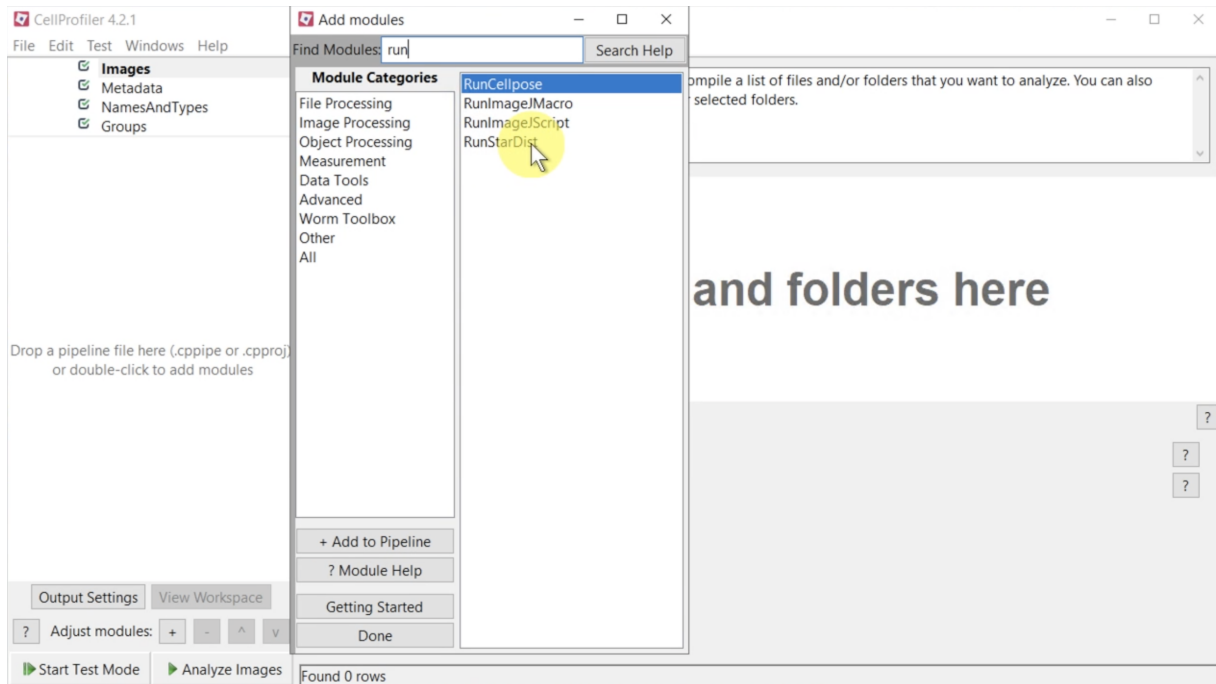 CellProfiler 4.2.1
File Edit Test Windows Help
Images
Metadata
NamesAndTypes
Groups
Drop a pipeline file here (.cppipe or .cpproj)
or double-click to add modules
Output Settings
View Workspace
?
Adjust modules:
+
-
^
v
Start Test Mode
Analyze Images
Add modules
Find Modules:
run
Search Help
Module Categories
File Processing
Image Processing
Object Processing
Measurement
Data Tools
Advanced
Worm Toolbox
Other
All
+ Add to Pipeline
? Module Help
Getting Started
Done
RunCellpose
RunImageJMacro
RunImageJScript
RunStarDist
ompile a list of files and/or folders that you want to analyze. You can also
selected folders.
and folders here
?
?
?
Found 0 rows